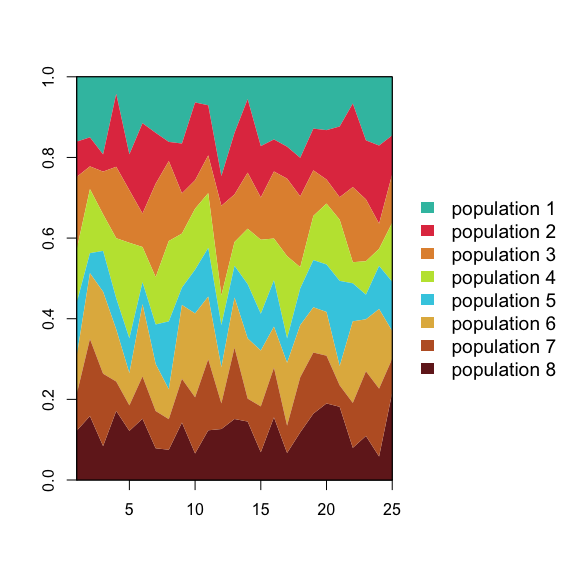 1.0
0.8
0.6
0.4
0.2
0.0
5
10
15
20
25
population 1
population 2
population 3
population 4
population 5
population 6
population 7
population 8